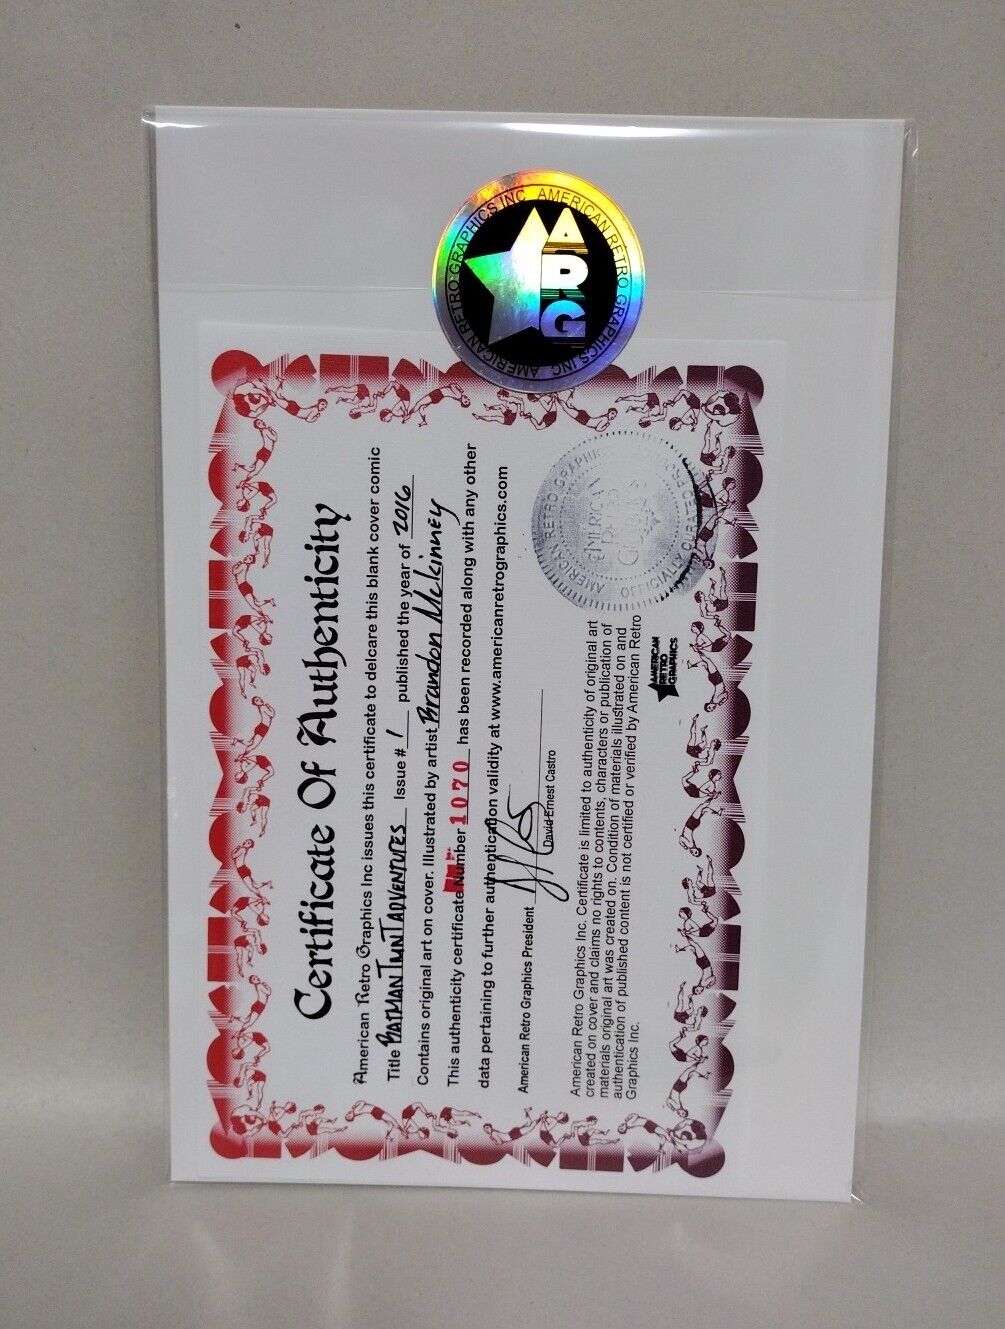 AMERICAN RETRO GRAPHICS INC AMERICAN RETRO GRAPHICS INC
ARG
Certificate Of Authenticity
American Retro Graphics Inc issues this certificate to delcare this blank cover comic
Title BATMAN TMNT ADVENTURES Issue # 1 published the year of 2016
Contains original art on cover. Illustrated by artist Brandon McKinney
This authenticity certificate Number 1070 has been recorded along with any other
data pertaining to further authentication validity at www.americanretrographics.com
American Retro Graphics President
David Ernest Castro
American Retro Graphics Inc. Certificate is limited to authenticity of original art
created on cover and claims no rights to contents, characters or publication of
materials original art was created on. Condition of materials illustrated on and
authentication of published content is not certified or verified by American Retro
Graphics Inc.
AMERICAN
RETRO
GRAPHICS
AMERICAN RETRO GRAPHI